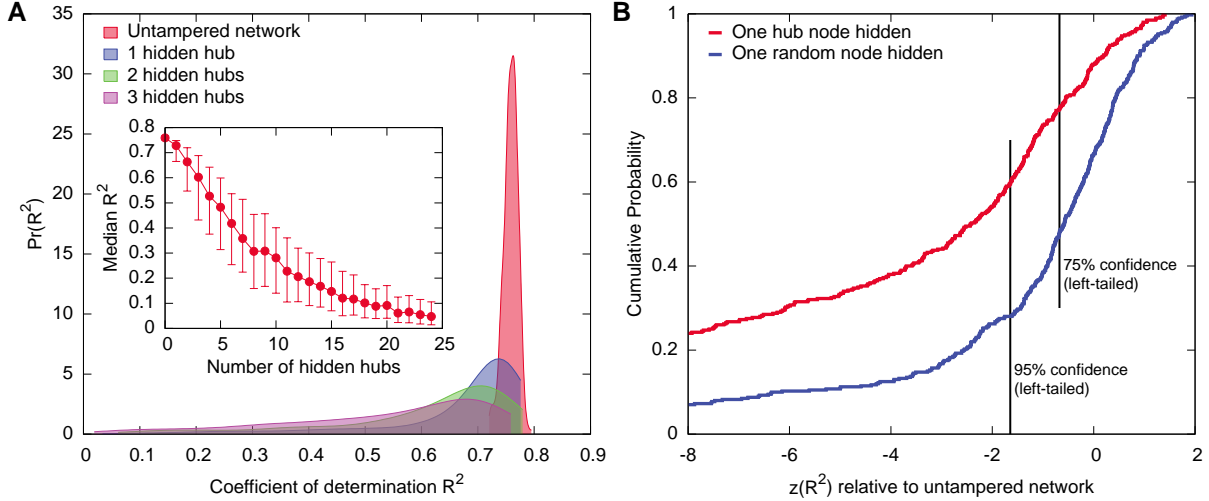 A
Untampered network
1 hidden hub
2 hidden hubs
3 hidden hubs
35
30
25
20
15
10
5
0
Pr(R²)
0 0.1 0.2 0.3 0.4 0.5 0.6 0.7 0.8 0.9
Coefficient of determination R²
0.8
0.7
0.6
0.5
0.4
0.3
0.2
0.1
0
Median R²
0 5 10 15 20 25
Number of hidden hubs
B
One hub node hidden
One random node hidden
1
0.8
0.6
0.4
0.2
0
Cumulative Probability
75% confidence
(left-tailed)
95% confidence
(left-tailed)
-8 -6 -4 -2 0 2
z(R²) relative to untampered network